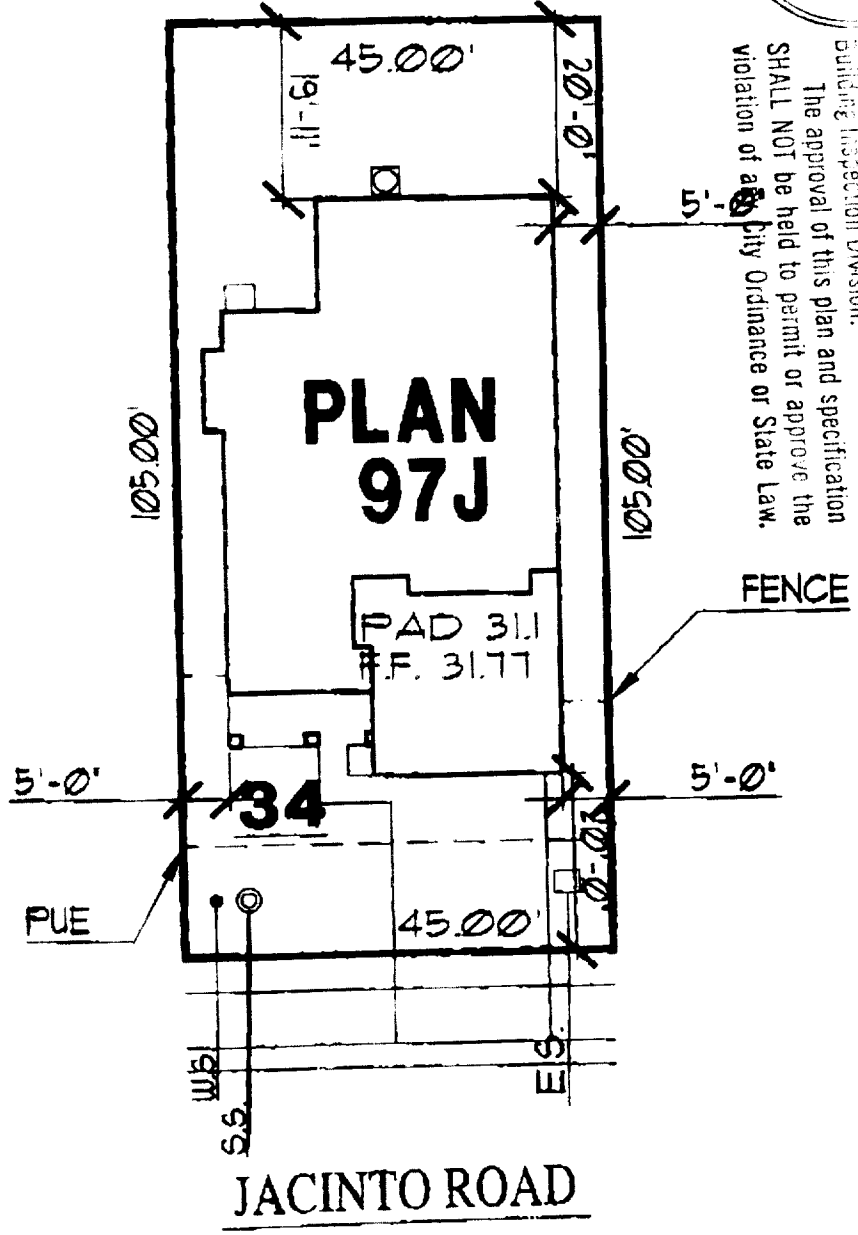 45.00'
19'-11"
20'-0"
5'-0"
Building Inspection Division.
The approval of this plan and specification
SHALL NOT be held to permit or approve the
violation of any City Ordinance or State Law.
PLAN
97J
105.00'
105.00'
FENCE
PAD 31.1
F.F. 31.77
5'-0"
34
5'-0"
20'-0"
PUE
45.00'
W.S.
S.S.
E.S.
JACINTO ROAD